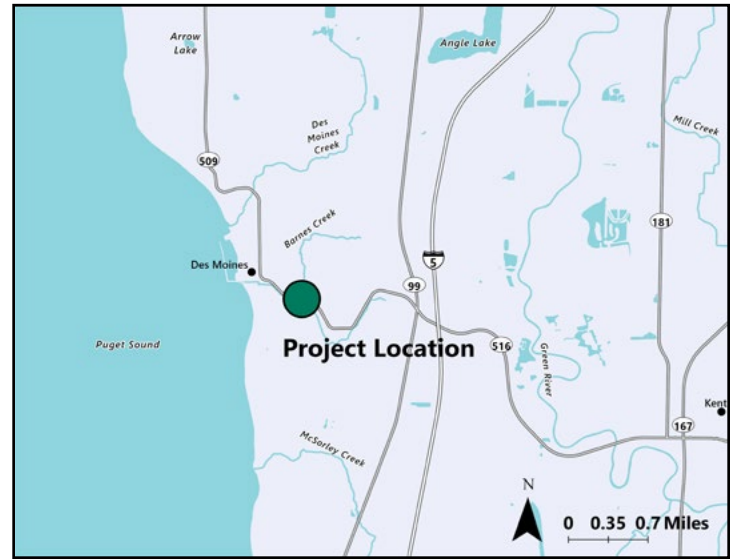 Arrow
Lake
Angle Lake
Des
Moines
Creek
Mill Creek
509
181
Barnes Creek
Des Moines
5
99
Project Location
516
Puget Sound
Green River
Kent
167
McSorley Creek
N
0 0.35 0.7 Miles